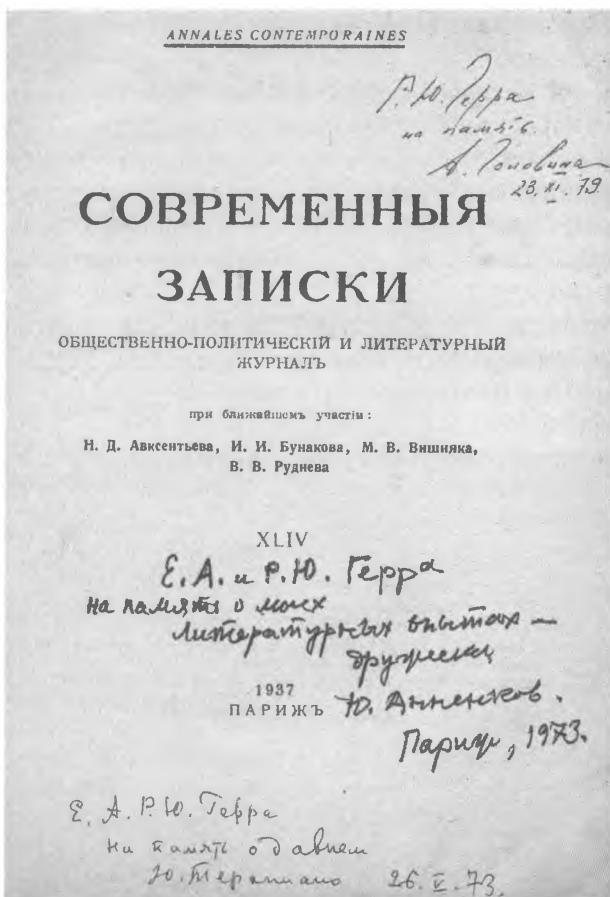 ANNALES CONTEMPORAINES
Р. Ю. Герра
на память
А. Головина
23.XI.79
СОВРЕМЕННЫЯ
ЗАПИСКИ
ОБЩЕСТВЕННО-ПОЛИТИЧЕСКІЙ И ЛИТЕРАТУРНЫЙ
ЖУРНАЛЪ
при ближайшемъ участіи:
Н. Д. Авксентьева, И. И. Бунакова, М. В. Вишняка,
В. В. Руднева
XLIV
Е. А. и Р. Ю. Герра
на память о моих
литературных опытах —
дружески
1937
ПАРИЖЪ
Ю. Анненков.
Париж, 1973.
Е. А. Р. Ю. Герра
на память о давнем
Ю. Терапиано 26.V.73.